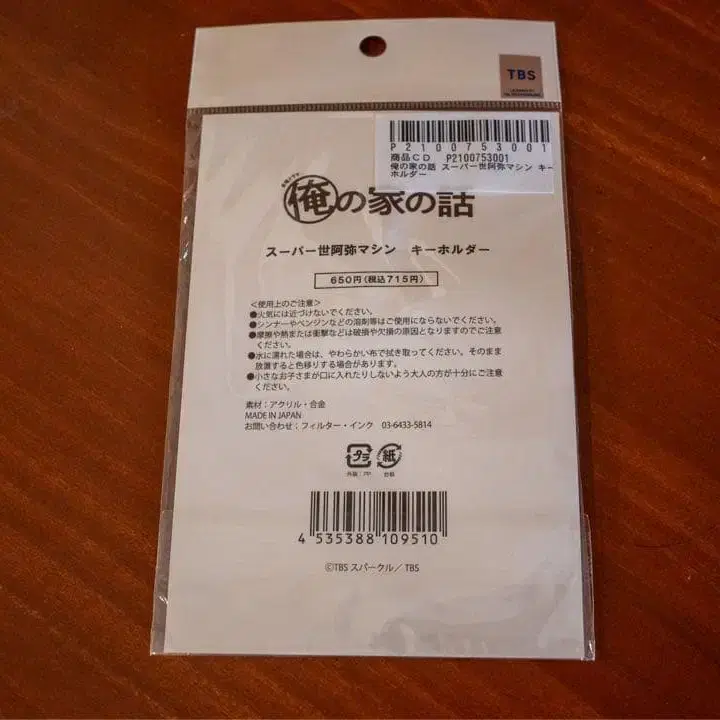 TBS
P2100753001
商品CD P2100753001
俺の家の話 スーパー世阿弥マシン キー
ホルダー
俺の家の話
スーパー世阿弥マシン キーホルダー
650円(税込715円)
<使用上のご注意>
●火気には近づけないでください。
●シンナーやベンジンなどの溶剤等はご使用にならないでください。
●摩擦や熱または衝撃などは破損や欠損の原因となりますのでご注意
ください。
●水に濡れた場合は、やわらかい布で拭き取ってください。そのまま
放置すると色移りする場合があります。
●小さなお子さまが口に入れたりしないよう大人の方が十分にご注意
ください。
素材:アクリル・合金
MADE IN JAPAN
お問い合わせ:フィルター・インク 03-6433-5814
プラ 紙
外装:PP 台紙
4 535388 109510
©TBS スパークル/TBS